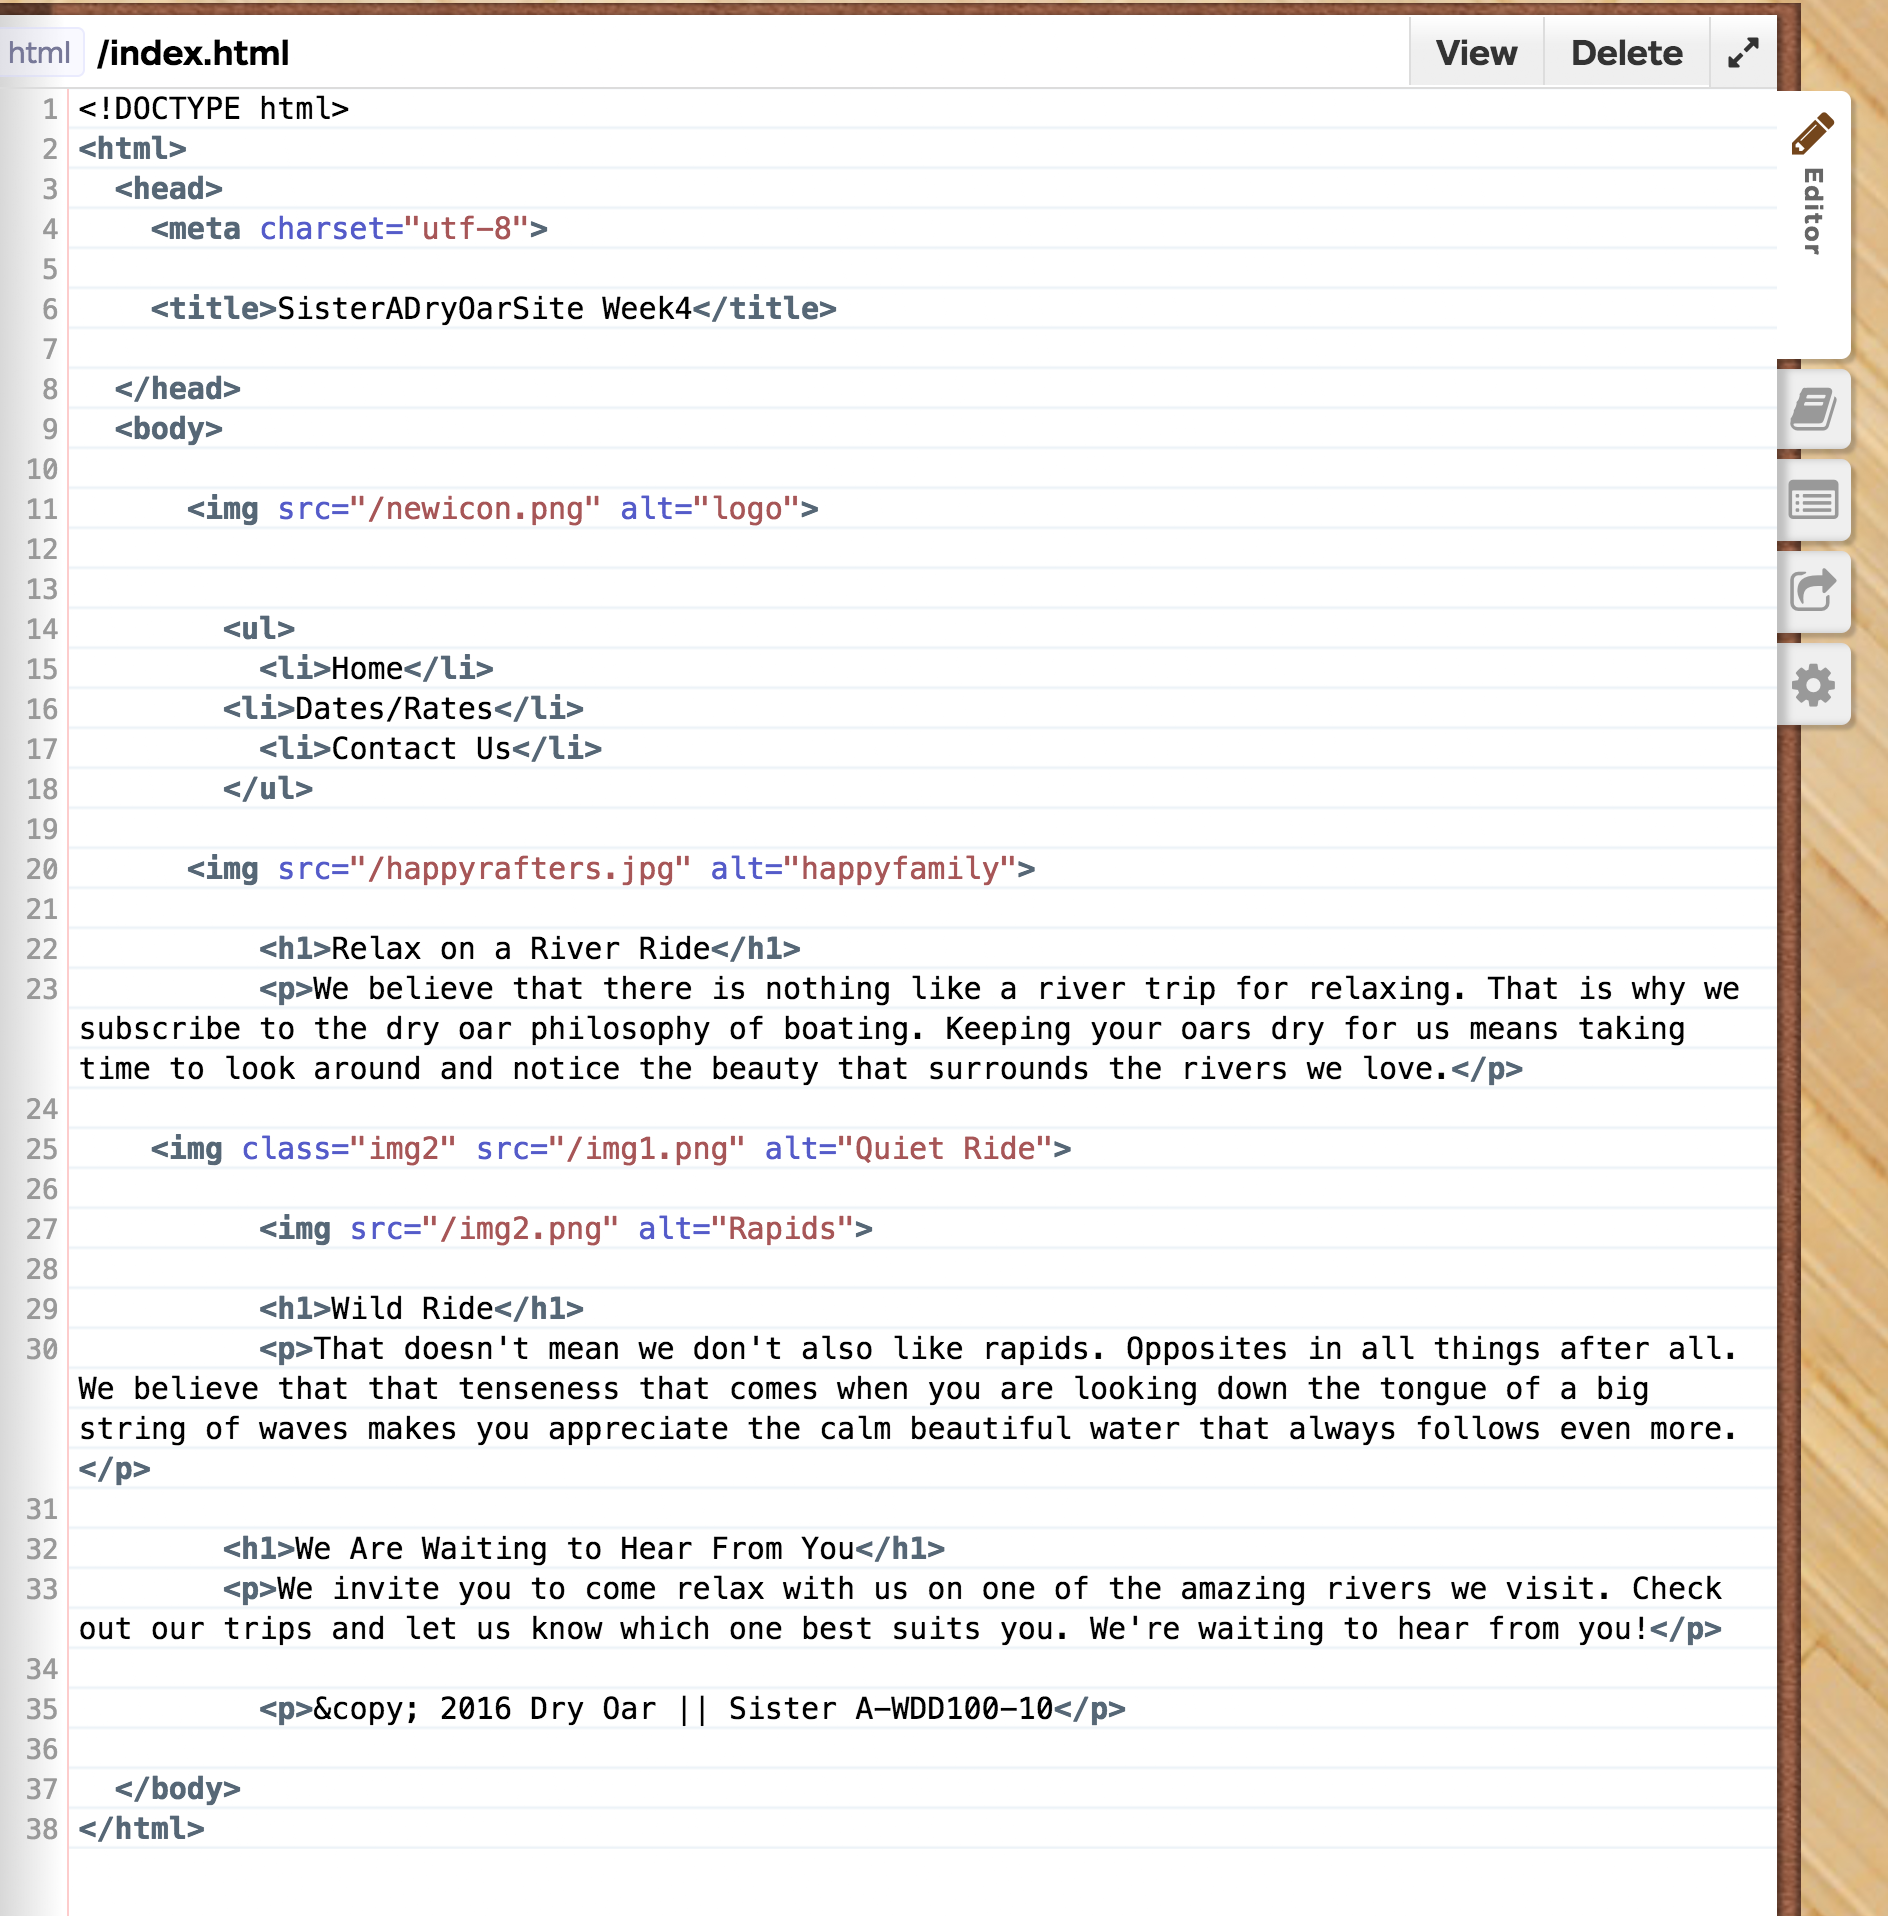 html /index.html View Delete
Editor
1 <!DOCTYPE html>
2 <html>
3 <head>
4 <meta charset="utf-8">
5
6 <title>SisterADryOarSite Week4</title>
7
8 </head>
9 <body>
10
11 <img src="/newicon.png" alt="logo">
12
13
14 <ul>
15 <li>Home</li>
16 <li>Dates/Rates</li>
17 <li>Contact Us</li>
18 </ul>
19
20 <img src="/happyrafters.jpg" alt="happyfamily">
21
22 <h1>Relax on a River Ride</h1>
23 <p>We believe that there is nothing like a river trip for relaxing. That is why we
subscribe to the dry oar philosophy of boating. Keeping your oars dry for us means taking
time to look around and notice the beauty that surrounds the rivers we love.</p>
24
25 <img class="img2" src="/img1.png" alt="Quiet Ride">
26
27 <img src="/img2.png" alt="Rapids">
28
29 <h1>Wild Ride</h1>
30 <p>That doesn't mean we don't also like rapids. Opposites in all things after all.
We believe that that tenseness that comes when you are looking down the tongue of a big
string of waves makes you appreciate the calm beautiful water that always follows even more.
</p>
31
32 <h1>We Are Waiting to Hear From You</h1>
33 <p>We invite you to come relax with us on one of the amazing rivers we visit. Check
out our trips and let us know which one best suits you. We're waiting to hear from you!</p>
34
35 <p>&copy; 2016 Dry Oar || Sister A-WDD100-10</p>
36
37 </body>
38 </html>